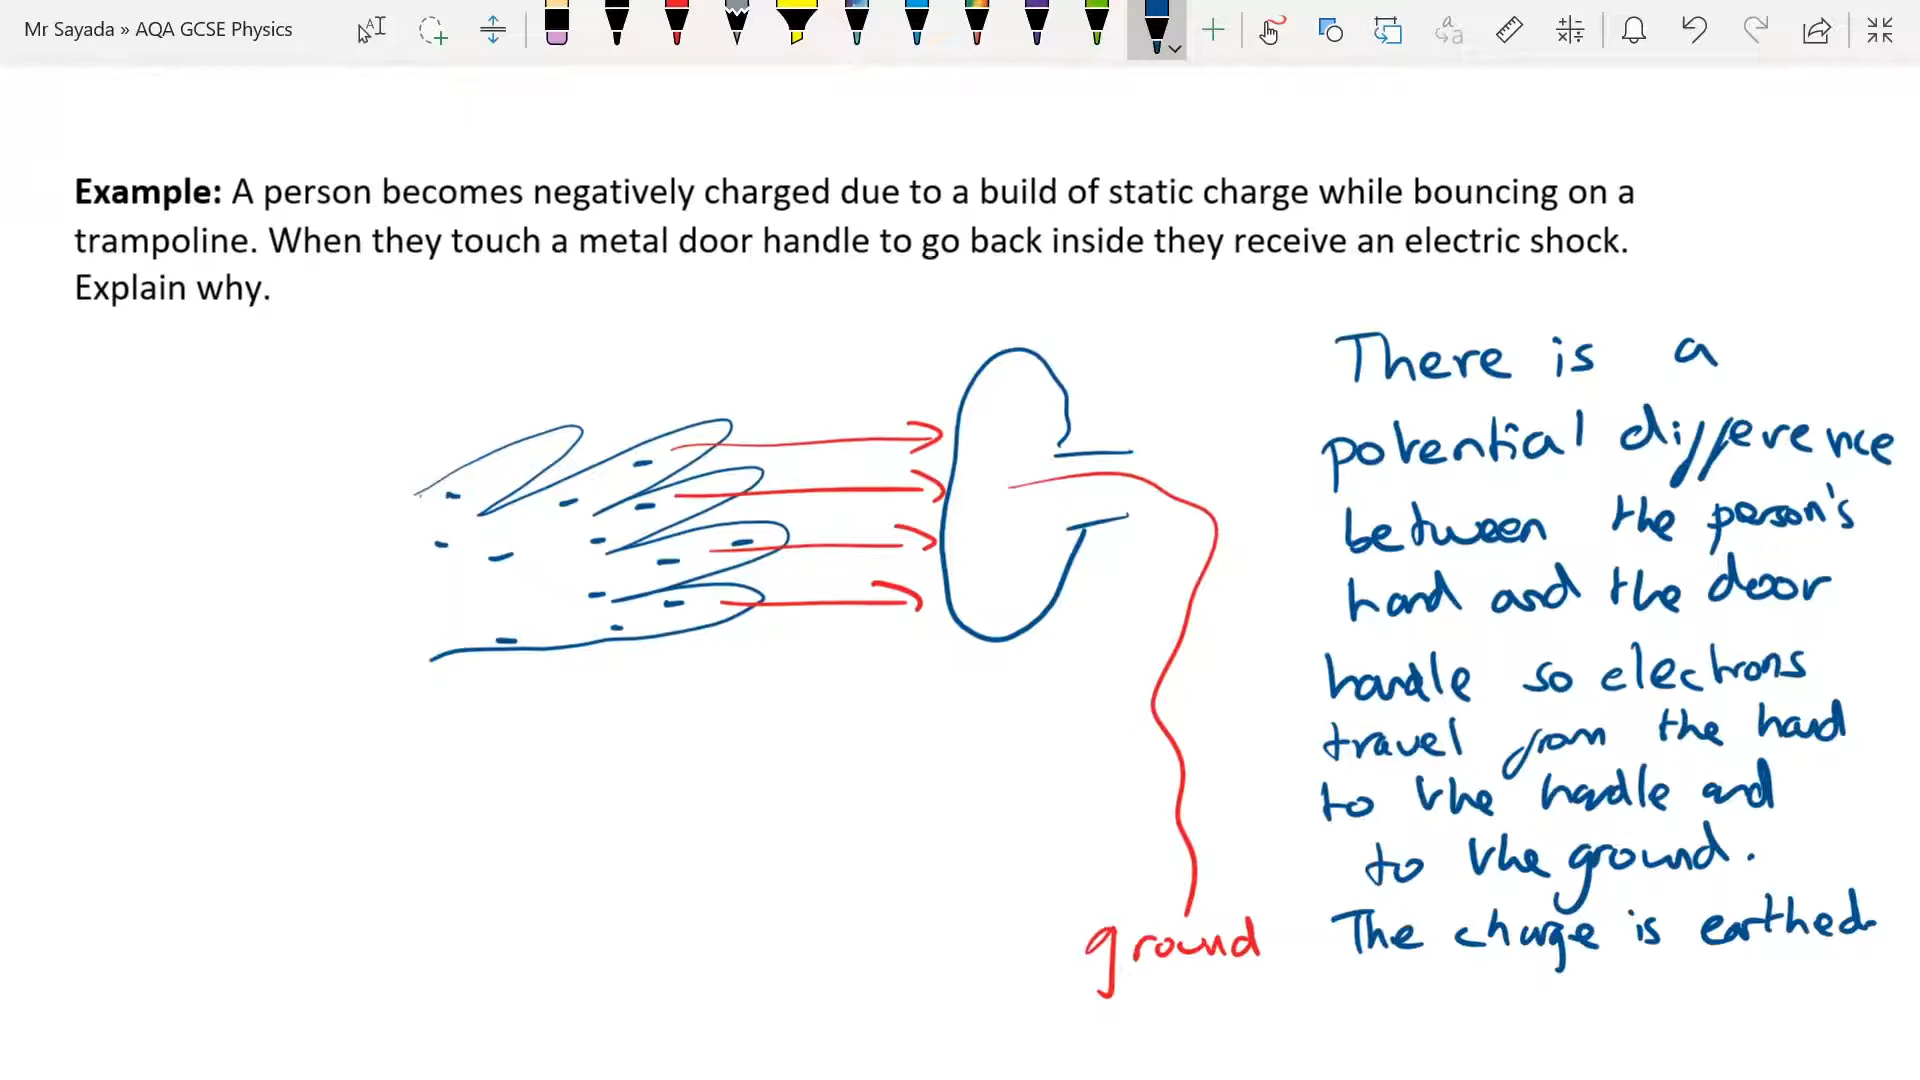 Mr Sayada » AQA GCSE Physics
Example: A person becomes negatively charged due to a build of static charge while bouncing on a
trampoline. When they touch a metal door handle to go back inside they receive an electric shock.
Explain why.
There is a
potential difference
between the person's
hand and the door
handle so electrons
travel from the hand
to the handle and
to the ground.
The charge is earthed
ground